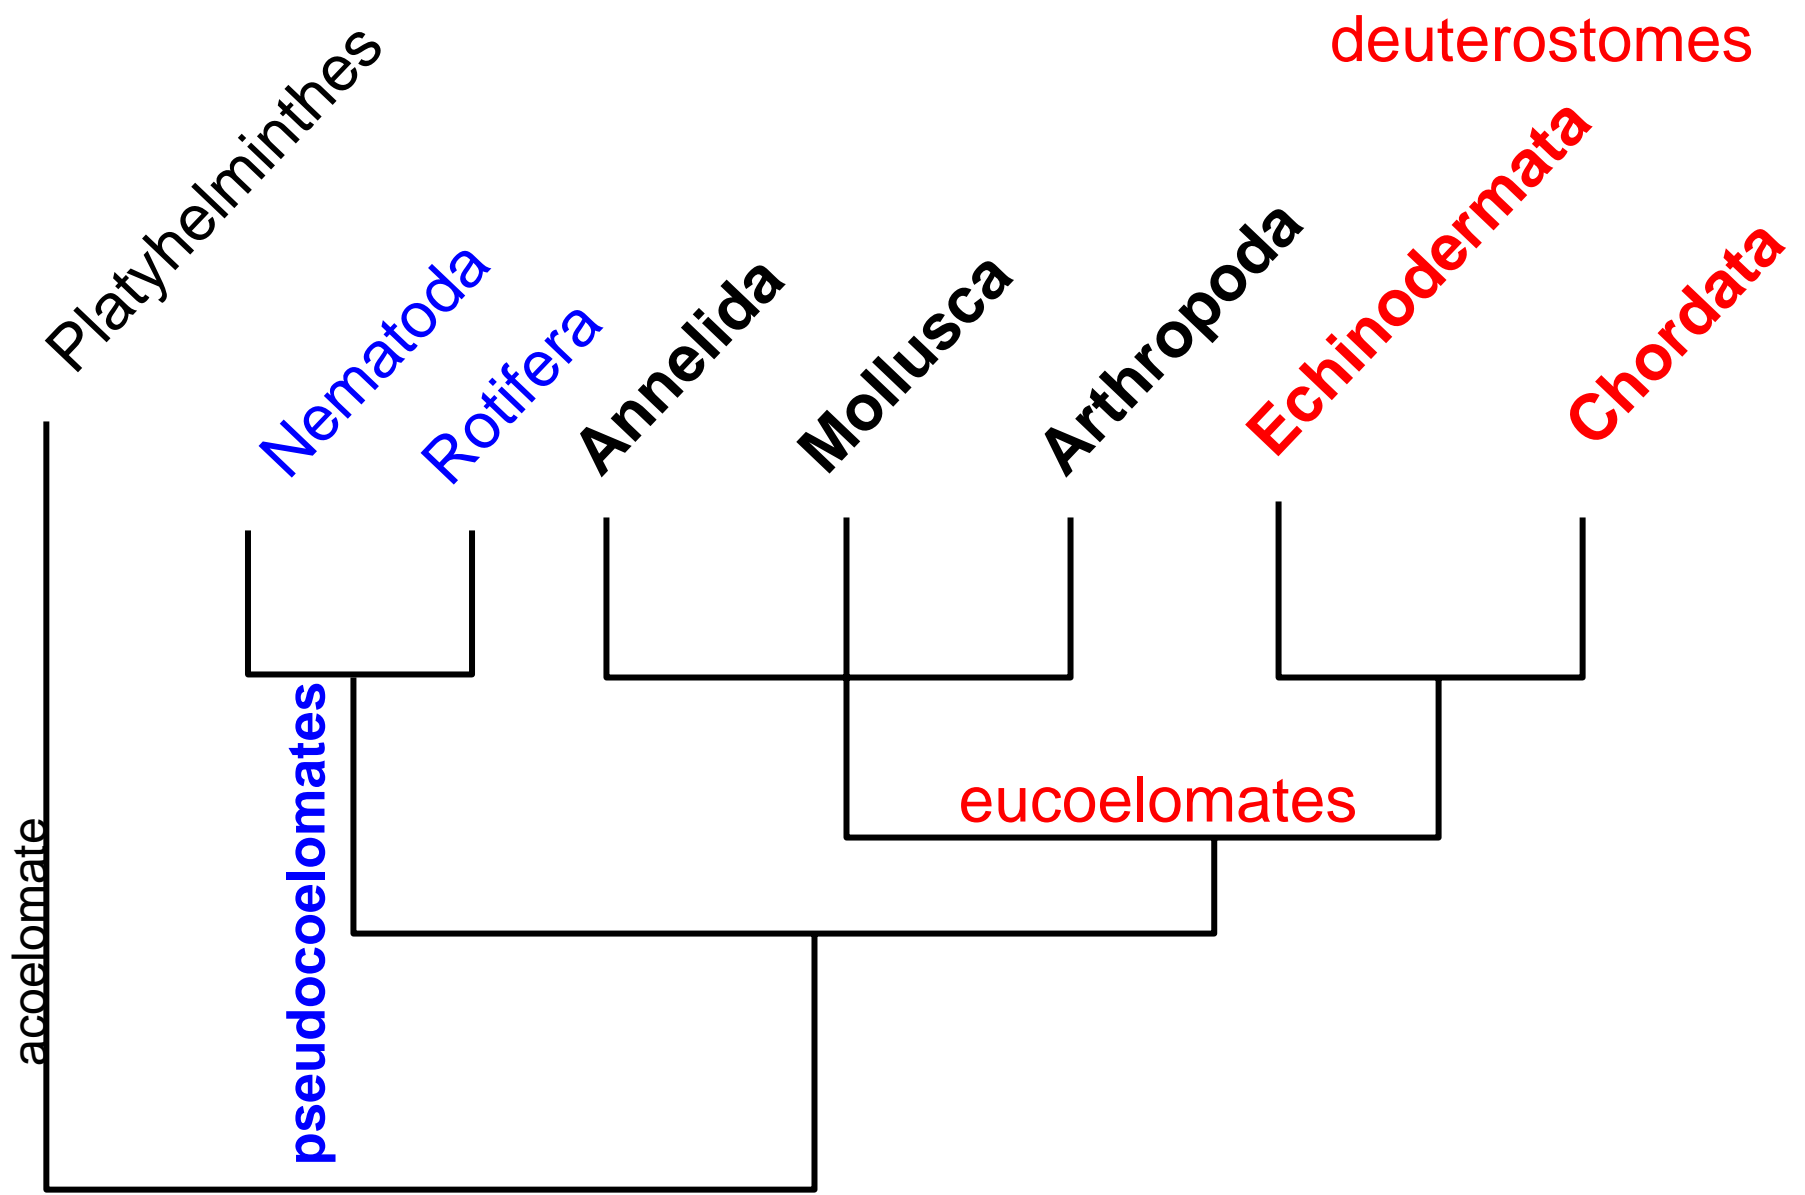 deuterostomes
Platyhelminthes
Nematoda
Rotifera
Annelida
Mollusca
Arthropoda
Echinodermata
Chordata
eucoelomates
pseudocoelomates
acoelomate